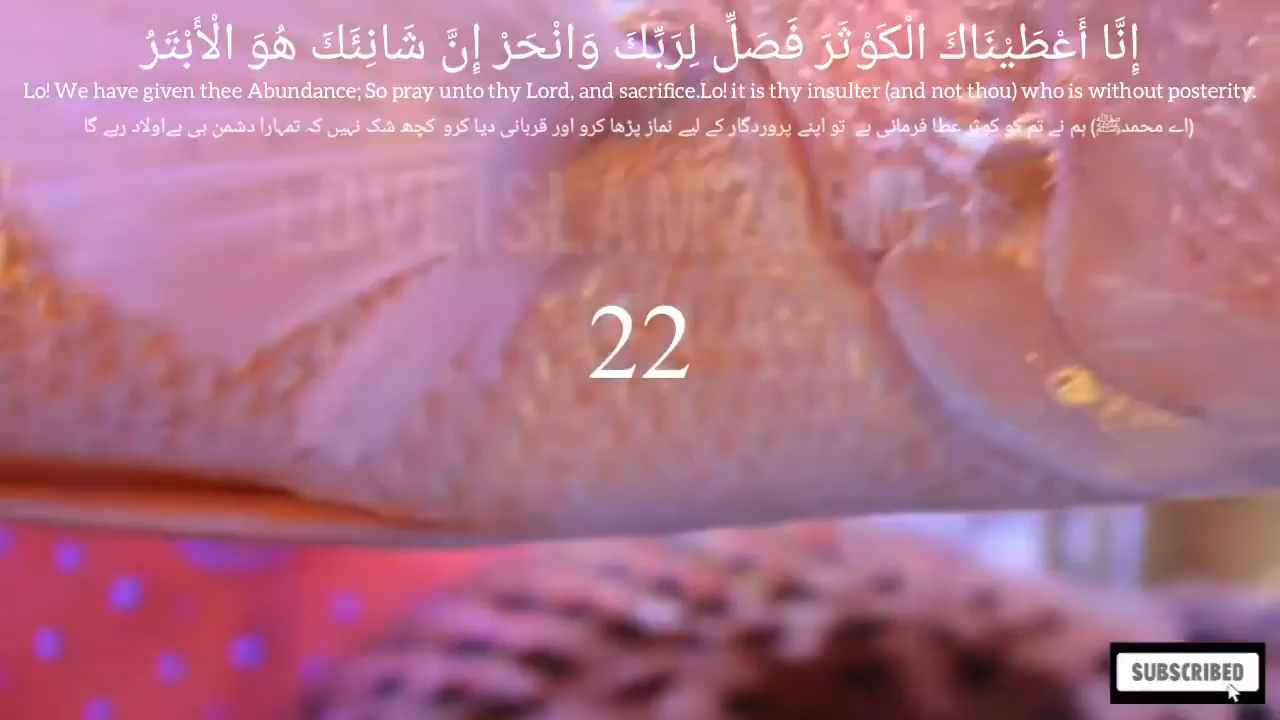 إِنَّا أَعْطَيْنَاكَ الْكَوْثَرَ فَصَلِّ لِرَبِّكَ وَانْحَرْ إِنَّ شَانِئَكَ هُوَ الْأَبْتَرُ
Lo! We have given thee Abundance; So pray unto thy Lord, and sacrifice.Lo! it is thy insulter (and not thou) who is without posterity.
(اے محمدﷺ) ہم نے تم کو کوثر عطا فرمائی ہے تو اپنے پروردگار کے لیے نماز پڑھا کرو اور قربانی دیا کرو کچھ شک نہیں کہ تمہارا دشمن ہی بےاولاد رہے گا
22
SUBSCRIBED